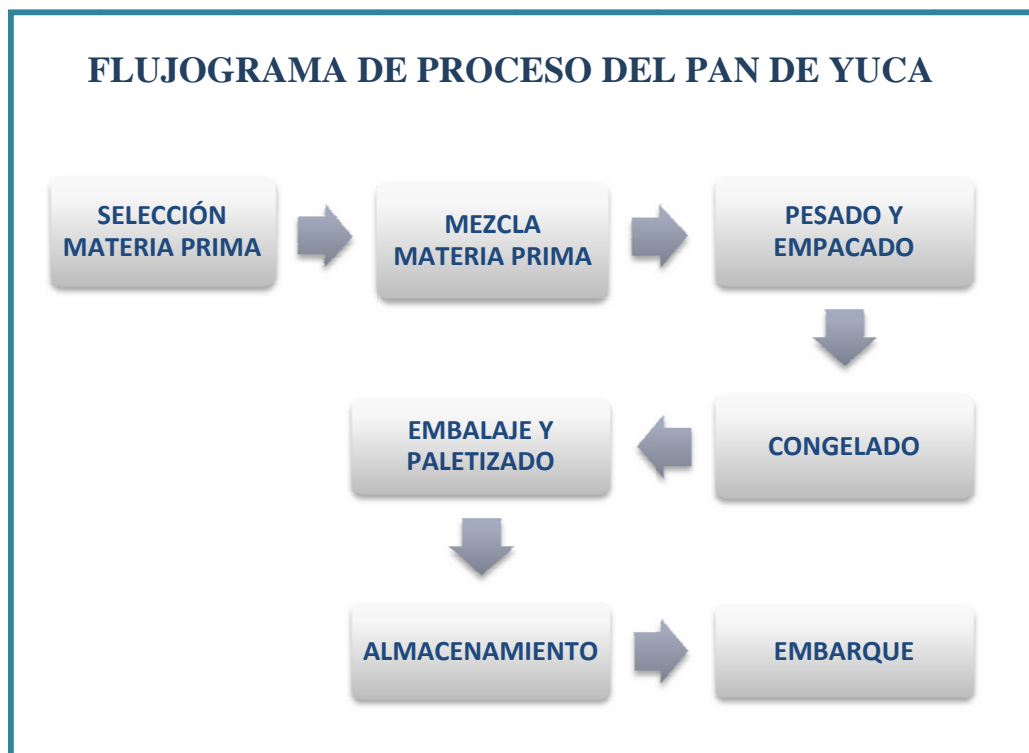 FLUJOGRAMA DE PROCESO DEL PAN DE YUCA
SELECCIÓN
MATERIA PRIMA
MEZCLA
MATERIA PRIMA
PESADO Y
EMPACADO
CONGELADO
EMBALAJE Y
PALETIZADO
ALMACENAMIENTO
EMBARQUE